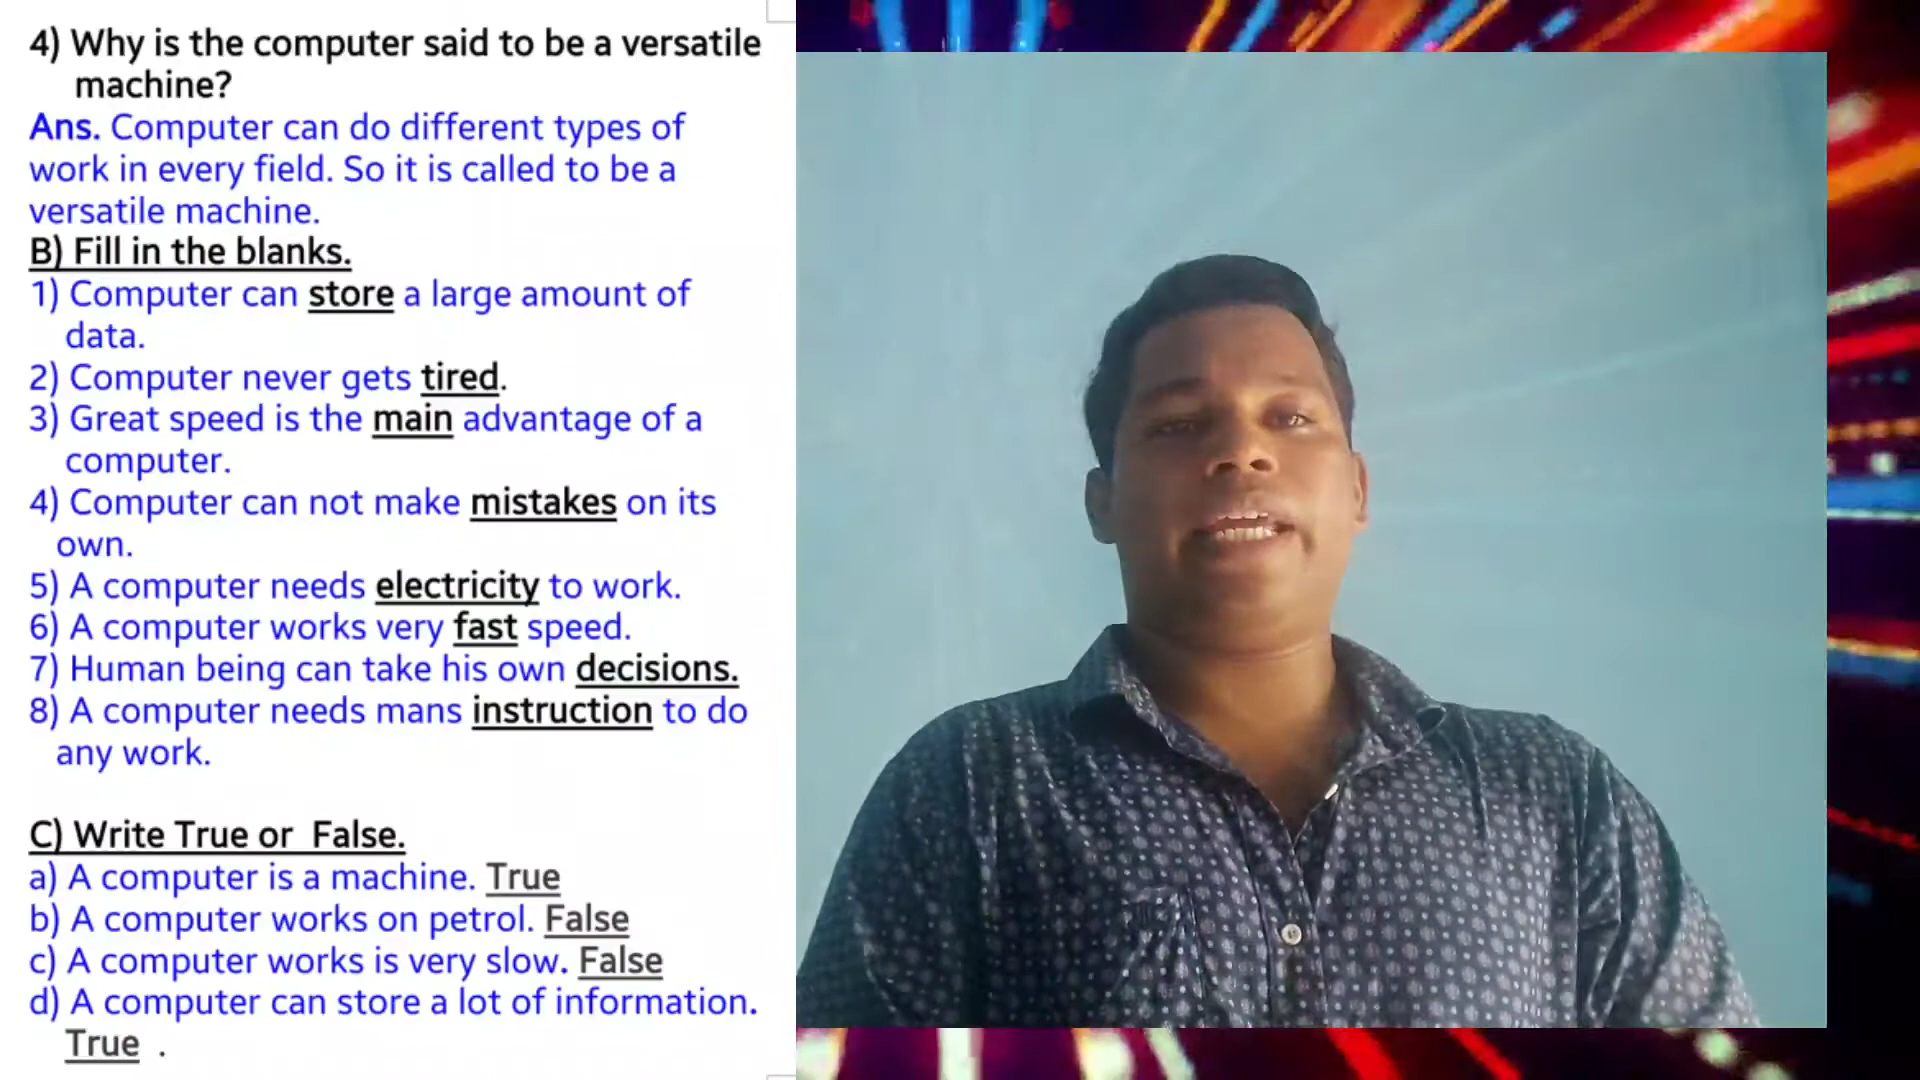 4) Why is the computer said to be a versatile
machine?
Ans. Computer can do different types of
work in every field. So it is called to be a
versatile machine.
B) Fill in the blanks.
1) Computer can store a large amount of
data.
2) Computer never gets tired.
3) Great speed is the main advantage of a
computer.
4) Computer can not make mistakes on its
own.
5) A computer needs electricity to work.
6) A computer works very fast speed.
7) Human being can take his own decisions.
8) A computer needs mans instruction to do
any work.
C) Write True or False.
a) A computer is a machine. True
b) A computer works on petrol. False
c) A computer works is very slow. False
d) A computer can store a lot of information.
True .